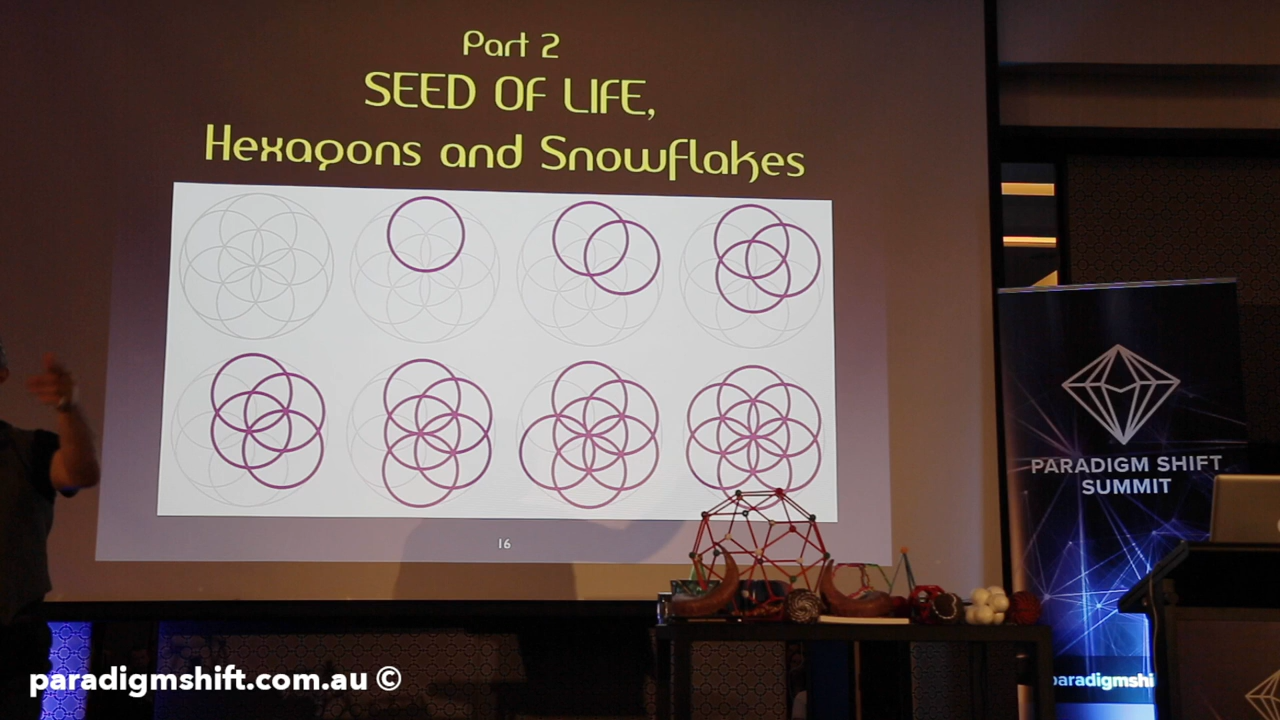 Part 2
SEED OF LIFE,
Hexagons and Snowflakes
16
PARADIGM SHIFT
SUMMIT
paradigmshi
paradigmshift.com.au ©